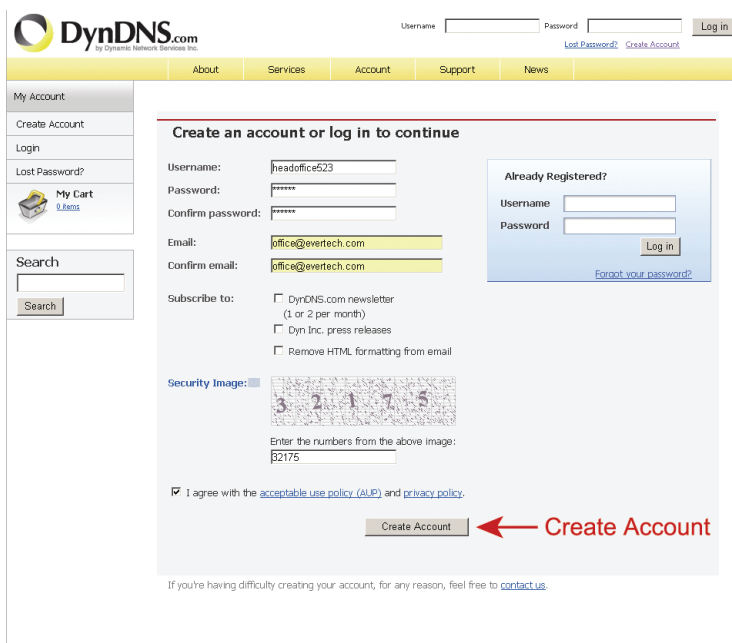 DynDNS.com
by Dynamic Network Services Inc.
Username
Password
Log in
Lost Password? Create Account
About Services Account Support News
My Account
Create Account
Login
Lost Password?
My Cart
0 items
Search
Search
Create an account or log in to continue
Username: headoffice523
Password: ******
Confirm password: ******
Email: office@evertech.com
Confirm email: office@evertech.com
Subscribe to: DynDNS.com newsletter
(1 or 2 per month)
Dyn Inc. press releases
Remove HTML formatting from email
Security Image:
3 2 1 7 5
Enter the numbers from the above image:
32175
I agree with the acceptable use policy (AUP) and privacy policy.
Create Account
Create Account
Already Registered?
Username
Password
Log in
Forgot your password?
If you're having difficulty creating your account, for any reason, feel free to contact us.